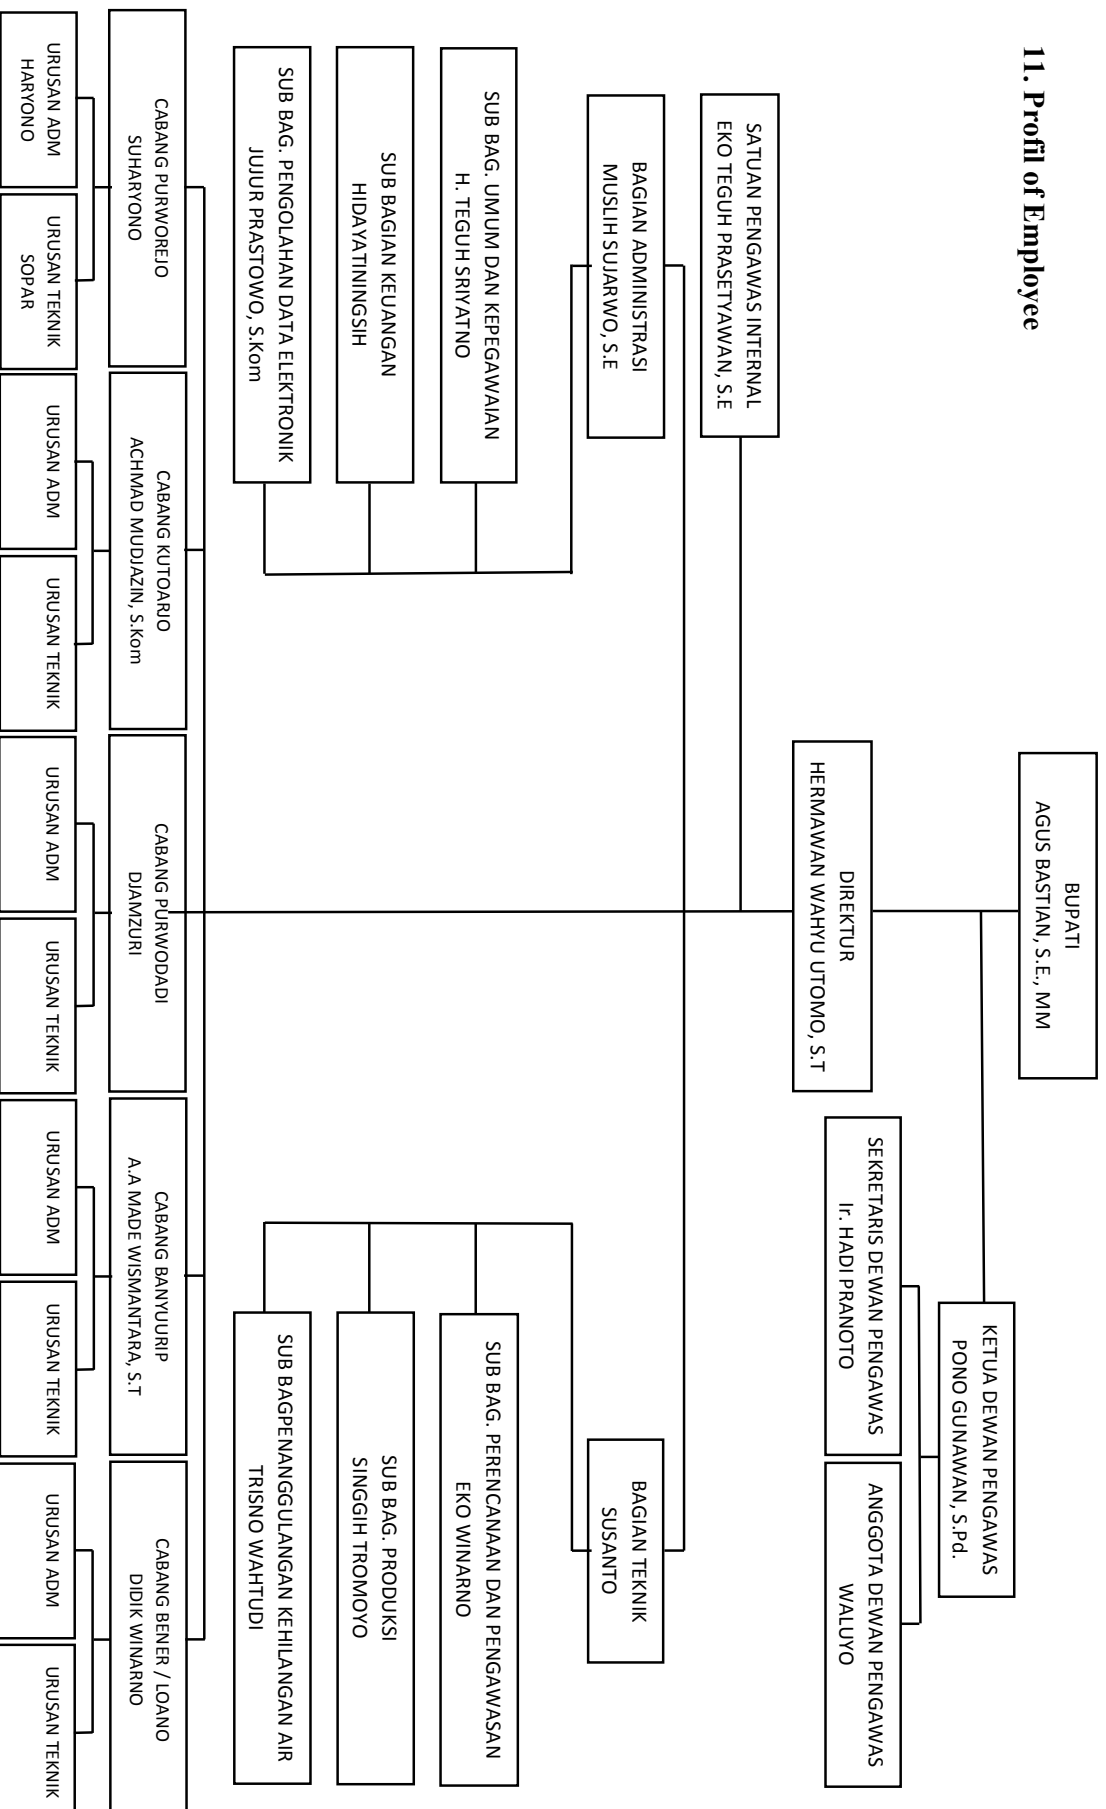 11. Profil of Employee
BUPATI
AGUS BASTIAN, S.E., MM
KETUA DEWAN PENGAWAS
PONO GUNAWAN, S.Pd.
SEKRETARIS DEWAN PENGAWAS
Ir. HADI PRANOTO
ANGGOTA DEWAN PENGAWAS
WALUYO
DIREKTUR
HERMAWAN WAHYU UTOMO, S.T
SATUAN PENGAWAS INTERNAL
EKO TEGUH PRASETYAWAN, S.E
BAGIAN ADMINISTRASI
MUSLIH SUJARWO, S.E
BAGIAN TEKNIK
SUSANTO
SUB BAG. UMUM DAN KEPEGAWAIAN
H. TEGUH SRIYATNO
SUB BAG. PERENCANAAN DAN PENGAWASAN
EKO WINARNO
SUB BAGIAN KEUANGAN
HIDAYATININGSIH
SUB BAG. PRODUKSI
SINGGIH TROMOYO
SUB BAG. PENGOLAHAN DATA ELEKTRONIK
JUJUR PRASTOWO, S.Kom
SUB BAGPENANGGULANGAN KEHILANGAN AIR
TRISNO WAHTUDI
CABANG PURWOREJO
SUHARYONO
CABANG KUTOARJO
ACHMAD MUDJAZIN, S.Kom
CABANG PURWODADI
DJAMZURI
CABANG BANYUURIP
A.A MADE WISMANTARA, S.T
CABANG BENER / LOANO
DIDIK WINARNO
URUSAN ADM
HARYONO
URUSAN TEKNIK
SOPAR
URUSAN ADM
URUSAN TEKNIK
URUSAN ADM
URUSAN TEKNIK
URUSAN ADM
URUSAN TEKNIK
URUSAN ADM
URUSAN TEKNIK